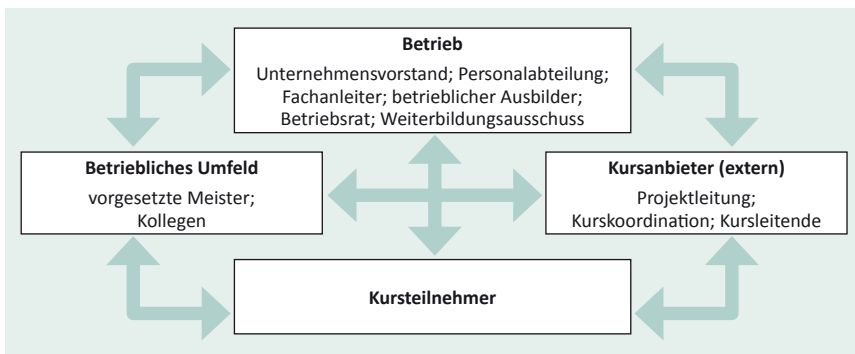 Betrieb
Unternehmensvorstand; Personalabteilung;
Fachanleiter; betrieblicher Ausbilder;
Betriebsrat; Weiterbildungsausschuss
Betriebliches Umfeld
vorgesetzte Meister;
Kollegen
Kursanbieter (extern)
Projektleitung;
Kurskoordination; Kursleitende
Kursteilnehmer